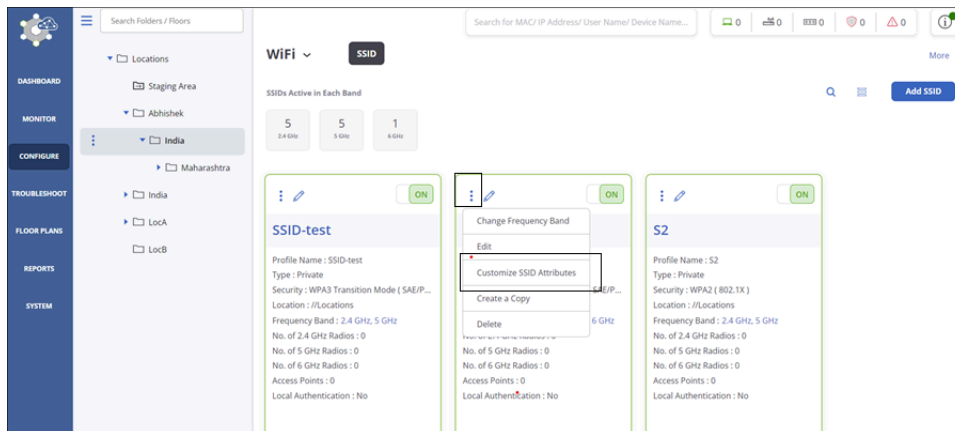 Search Folders / Floors
Search for MAC/ IP Address/ User Name/ Device Name...
0
0
0
0
0
DASHBOARD
MONITOR
CONFIGURE
TROUBLESHOOT
FLOOR PLANS
REPORTS
SYSTEM
Locations
Staging Area
Abhishek
India
Maharashtra
India
LocA
LocB
WiFi
SSID
More
SSIDs Active in Each Band
Add SSID
5
2.4 GHz
5
5 GHz
1
6 GHz
ON
SSID-test
Profile Name : SSID-test
Type : Private
Security : WPA3 Transition Mode ( SAE/P...
Location : //Locations
Frequency Band : 2.4 GHz, 5 GHz
No. of 2.4 GHz Radios : 0
No. of 5 GHz Radios : 0
No. of 6 GHz Radios : 0
Access Points : 0
Local Authentication : No
ON
Change Frequency Band
Edit
Customize SSID Attributes
Create a Copy
Delete
SAE/P...
6 GHz
No. of 5 GHz Radios : 0
No. of 6 GHz Radios : 0
Access Points : 0
Local Authentication : No
ON
S2
Profile Name : S2
Type : Private
Security : WPA2 ( 802.1X )
Location : //Locations
Frequency Band : 2.4 GHz, 5 GHz
No. of 2.4 GHz Radios : 0
No. of 5 GHz Radios : 0
No. of 6 GHz Radios : 0
Access Points : 0
Local Authentication : No